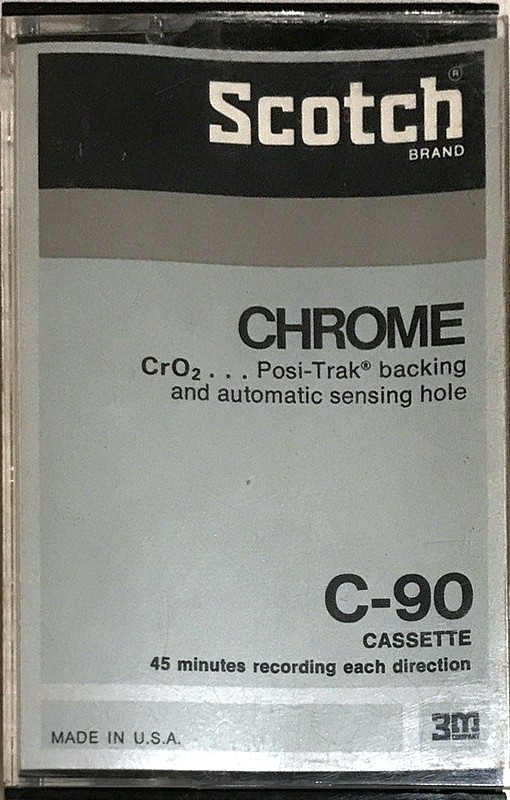 Scotch®
BRAND
CHROME
CrO₂ . . . Posi-Trak® backing
and automatic sensing hole
C-90
CASSETTE
45 minutes recording each direction
MADE IN U.S.A.
3M
COMPANY